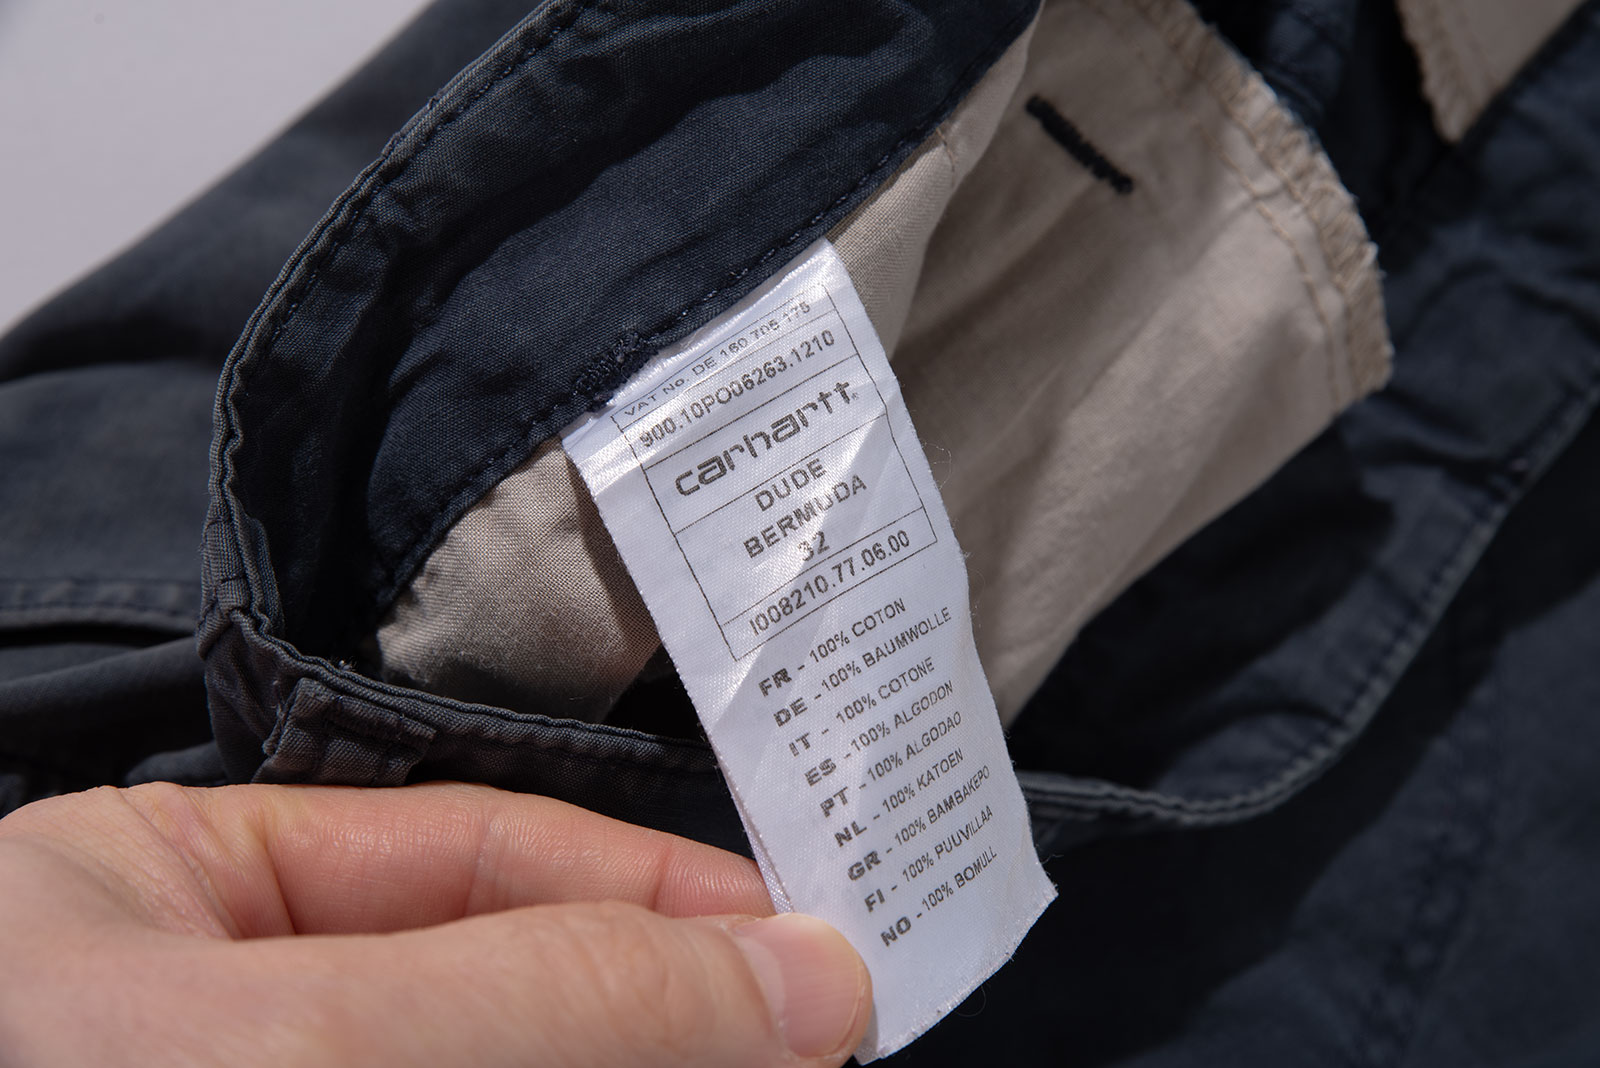 VAT No. DE 160 706 175
900.10PO06263.1210
carhartt®
DUDE
BERMUDA
32
I008210.77.06.00
FR - 100% COTON
DE - 100% BAUMWOLLE
IT - 100% COTONE
ES - 100% ALGODON
PT - 100% ALGODAO
NL - 100% KATOEN
GR - 100% BAMBAKEPO
FI - 100% PUUVILLAA
NO - 100% BOMULL